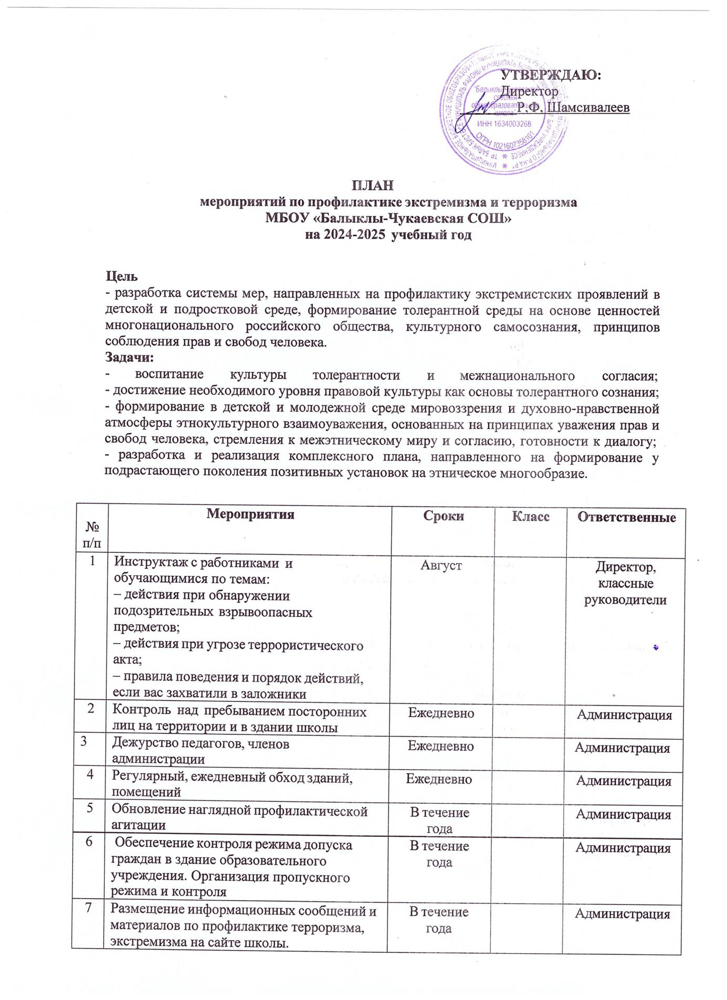 УТВЕРЖДАЮ:
Директор
Р,Ф, Шамсивалеев
общеобразовательная
школа"
ИНН 1634003268
ОГРН 1021607358101
ПЛАН
мероприятий по профилактике экстремизма и терроризма
МБОУ «Балыклы-Чукаевская СОШ»
на 2024-2025 учебный год
Цель
- разработка системы мер, направленных на профилактику экстремистских проявлений в
детской и подростковой среде, формирование толерантной среды на основе ценностей
многонационального российского общества, культурного самосознания, принципов
соблюдения прав и свобод человека.
Задачи:
- воспитание культуры толерантности и межнационального согласия;
- достижение необходимого уровня правовой культуры как основы толерантного сознания;
- формирование в детской и молодежной среде мировоззрения и духовно-нравственной
атмосферы этнокультурного взаимоуважения, основанных на принципах уважения прав и
свобод человека, стремления к межэтническому миру и согласию, готовности к диалогу;
- разработка и реализация комплексного плана, направленного на формирование у
подрастающего поколения позитивных установок на этническое многообразие.
№ п/п Мероприятия Сроки Класс Ответственные
1 Инструктаж с работниками и Август Директор,
обучающимися по темам: классные
– действия при обнаружении руководители
подозрительных взрывоопасных
предметов;
– действия при угрозе террористического
акта;
– правила поведения и порядок действий,
если вас захватили в заложники
2 Контроль над пребыванием посторонних Ежедневно Администрация
лиц на территории и в здании школы
3 Дежурство педагогов, членов Ежедневно Администрация
администрации
4 Регулярный, ежедневный обход зданий, Ежедневно Администрация
помещений
5 Обновление наглядной профилактической В течение Администрация
агитации года
6 Обеспечение контроля режима допуска В течение Администрация
граждан в здание образовательного года
учреждения. Организация пропускного
режима и контроля
7 Размещение информационных сообщений и В течение Администрация
материалов по профилактике терроризма, года
экстремизма на сайте школы.